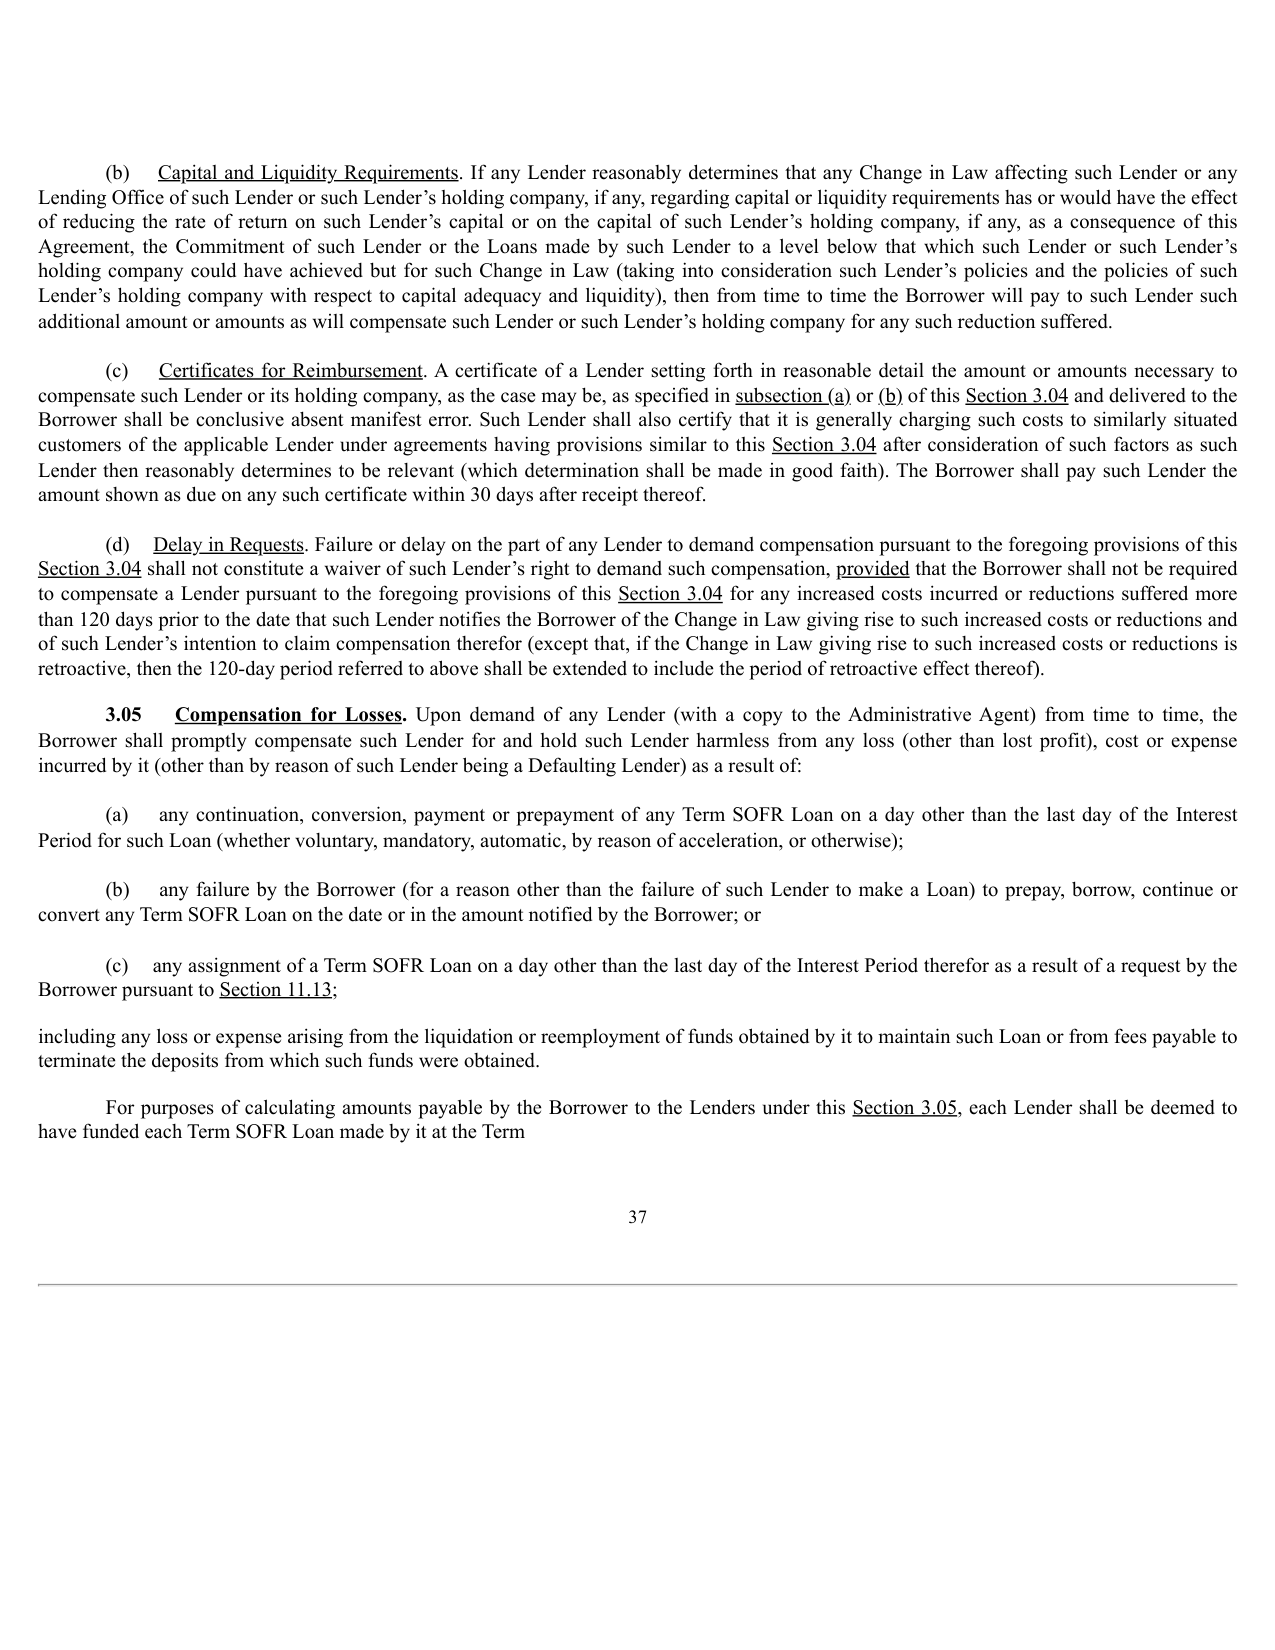 (b) Capital and Liquidity Requirements. If any Lender reasonably determines that any Change in Law affecting such Lender or any
Lending Office of such Lender or such Lender’s holding company, if any, regarding capital or liquidity requirements has or would have the effect
of reducing the rate of return on such Lender’s capital or on the capital of such Lender’s holding company, if any, as a consequence of this
Agreement, the Commitment of such Lender or the Loans made by such Lender to a level below that which such Lender or such Lender’s
holding company could have achieved but for such Change in Law (taking into consideration such Lender’s policies and the policies of such
Lender’s holding company with respect to capital adequacy and liquidity), then from time to time the Borrower will pay to such Lender such
additional amount or amounts as will compensate such Lender or such Lender’s holding company for any such reduction suffered.
(c) Certificates for Reimbursement. A certificate of a Lender setting forth in reasonable detail the amount or amounts necessary to
compensate such Lender or its holding company, as the case may be, as specified in subsection (a) or (b) of this Section 3.04 and delivered to the
Borrower shall be conclusive absent manifest error. Such Lender shall also certify that it is generally charging such costs to similarly situated
customers of the applicable Lender under agreements having provisions similar to this Section 3.04 after consideration of such factors as such
Lender then reasonably determines to be relevant (which determination shall be made in good faith). The Borrower shall pay such Lender the
amount shown as due on any such certificate within 30 days after receipt thereof.
(d) Delay in Requests. Failure or delay on the part of any Lender to demand compensation pursuant to the foregoing provisions of this
Section 3.04 shall not constitute a waiver of such Lender’s right to demand such compensation, provided that the Borrower shall not be required
to compensate a Lender pursuant to the foregoing provisions of this Section 3.04 for any increased costs incurred or reductions suffered more
than 120 days prior to the date that such Lender notifies the Borrower of the Change in Law giving rise to such increased costs or reductions and
of such Lender’s intention to claim compensation therefor (except that, if the Change in Law giving rise to such increased costs or reductions is
retroactive, then the 120-day period referred to above shall be extended to include the period of retroactive effect thereof).
3.05 Compensation for Losses. Upon demand of any Lender (with a copy to the Administrative Agent) from time to time, the
Borrower shall promptly compensate such Lender for and hold such Lender harmless from any loss (other than lost profit), cost or expense
incurred by it (other than by reason of such Lender being a Defaulting Lender) as a result of:
(a) any continuation, conversion, payment or prepayment of any Term SOFR Loan on a day other than the last day of the Interest
Period for such Loan (whether voluntary, mandatory, automatic, by reason of acceleration, or otherwise);
(b) any failure by the Borrower (for a reason other than the failure of such Lender to make a Loan) to prepay, borrow, continue or
convert any Term SOFR Loan on the date or in the amount notified by the Borrower; or
(c) any assignment of a Term SOFR Loan on a day other than the last day of the Interest Period therefor as a result of a request by the
Borrower pursuant to Section 11.13;
including any loss or expense arising from the liquidation or reemployment of funds obtained by it to maintain such Loan or from fees payable to
terminate the deposits from which such funds were obtained.
For purposes of calculating amounts payable by the Borrower to the Lenders under this Section 3.05, each Lender shall be deemed to
have funded each Term SOFR Loan made by it at the Term
37